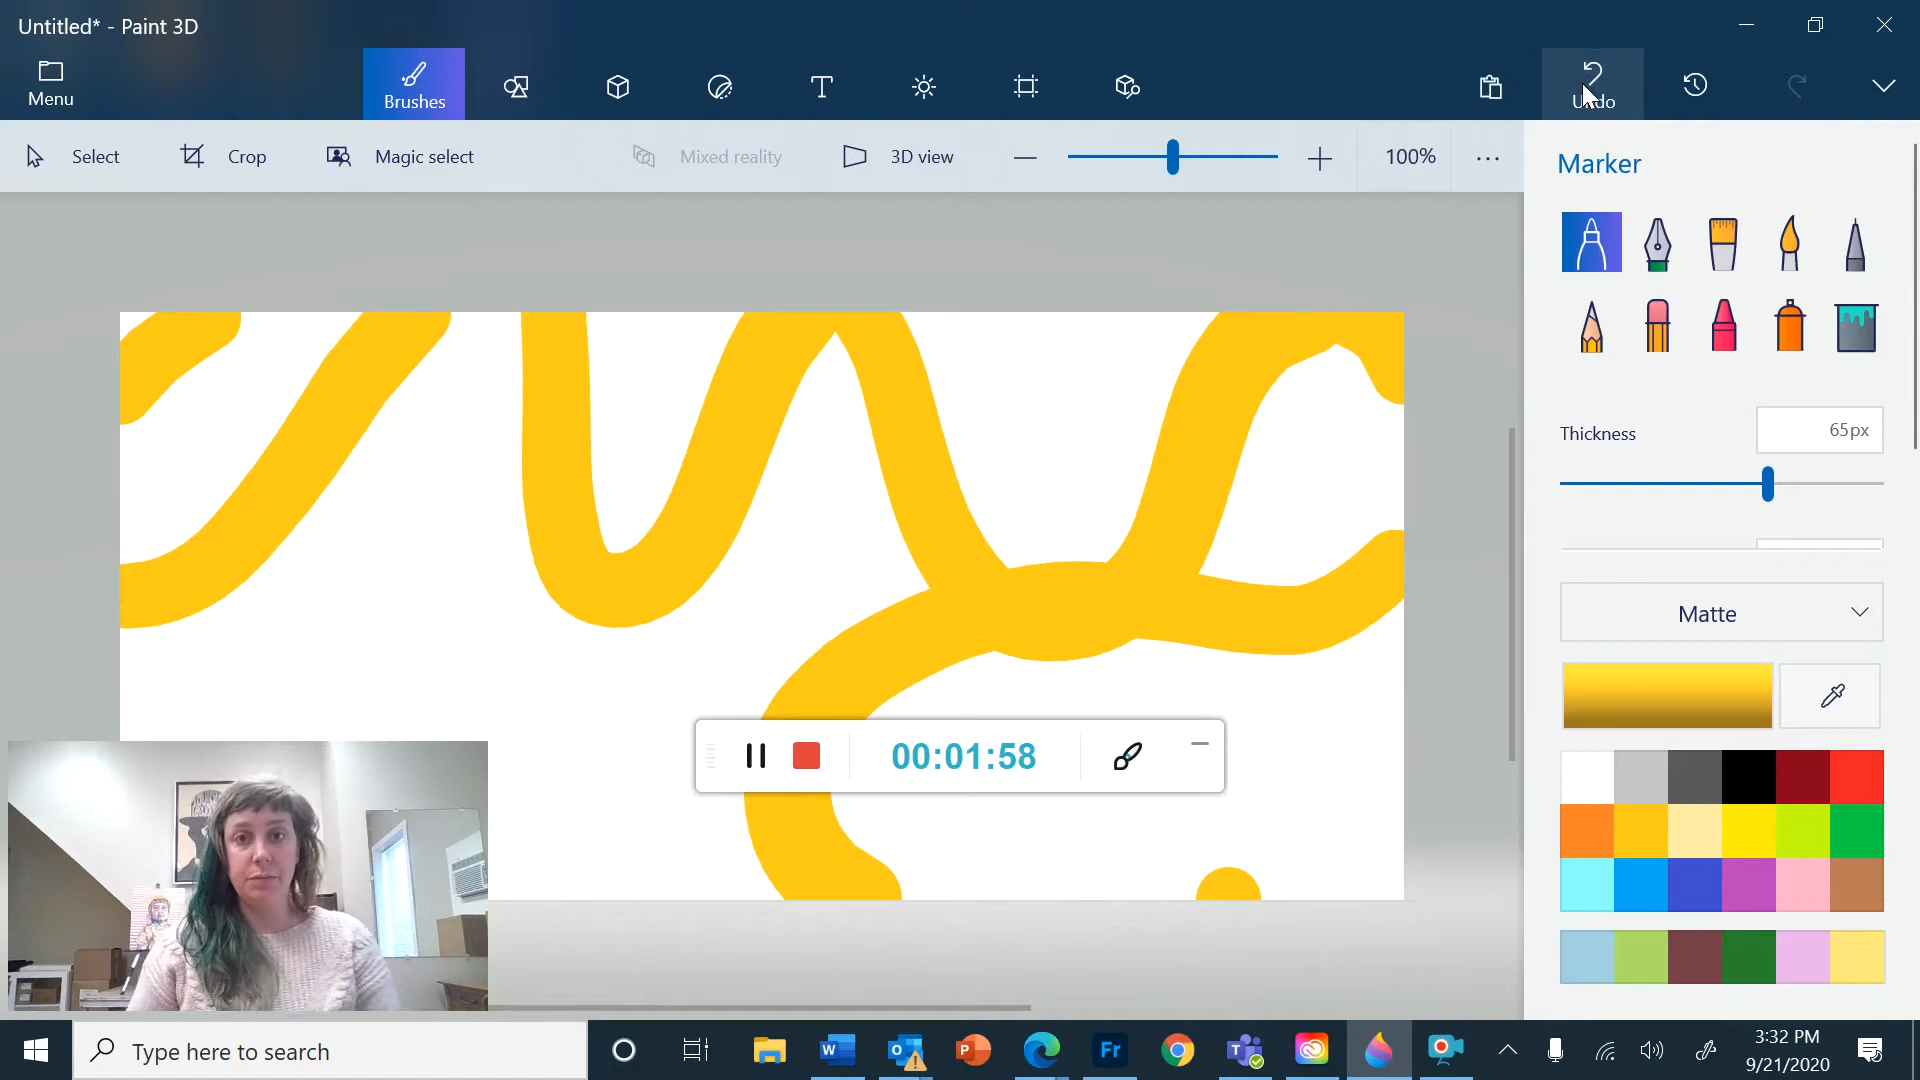 Untitled* - Paint 3D
Menu
Brushes
Undo
Select
Crop
Magic select
Mixed reality
3D view
100%
Marker
Thickness
65px
Matte
00:01:58
Type here to search
3:32 PM
9/21/2020